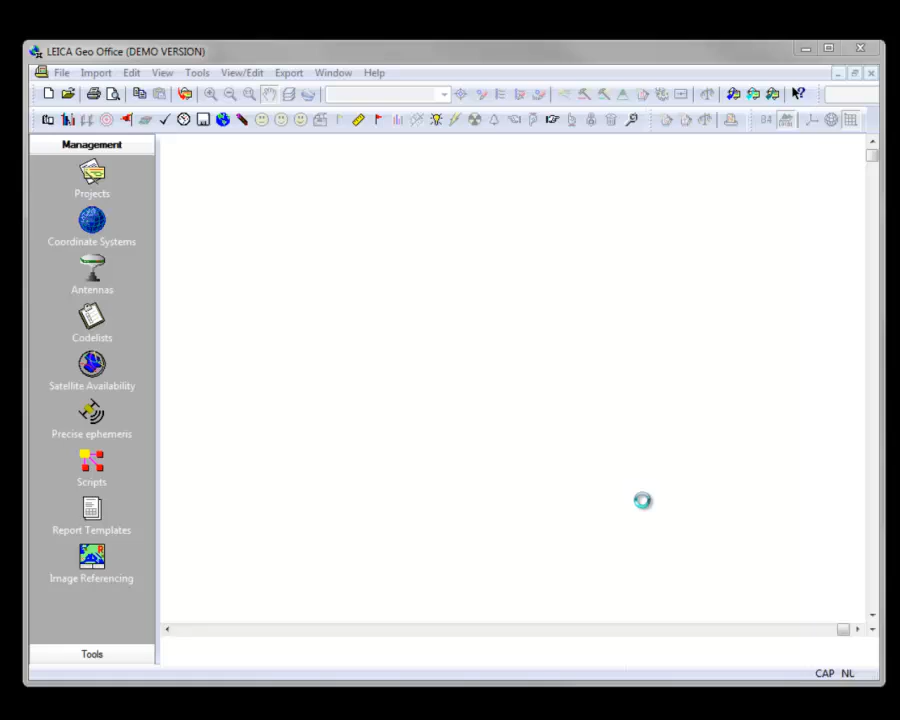 LEICA Geo Office (DEMO VERSION)
File Import Edit View Tools View/Edit Export Window Help
84
Management
Projects
Coordinate Systems
Antennas
Codelists
Satellite Availability
Precise ephemeris
Scripts
Report Templates
Image Referencing
Tools
CAP NL